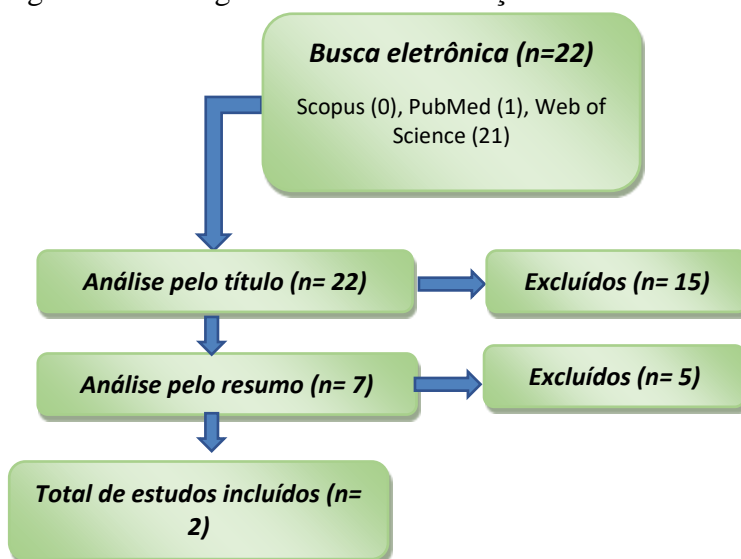 Busca eletrônica (n=22)
Scopus (0), PubMed (1), Web of
Science (21)
Análise pelo título (n= 22)
Excluídos (n= 15)
Análise pelo resumo (n= 7)
Excluídos (n= 5)
Total de estudos incluídos (n=
2)